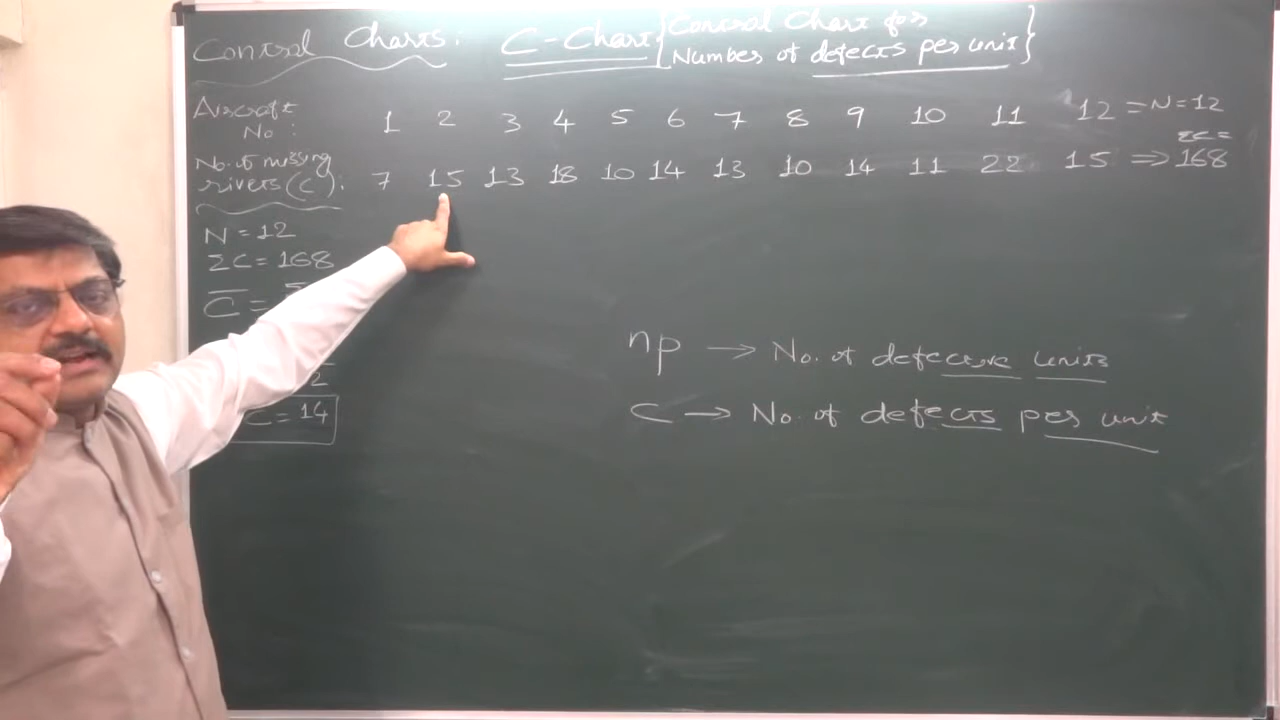 Control Charts: C-Chart {Control Chart for
Number of defects per unit}
Aircraft
No: 1 2 3 4 5 6 7 8 9 10 11 12 = N=12
No. of missing ΣC=
rivets (C): 7 15 13 18 10 14 13 10 14 11 22 15 ⇒ 168
N = 12
ΣC = 168
C̅ =
2
C = 14
np → No. of defective units
C → No. of defects per unit